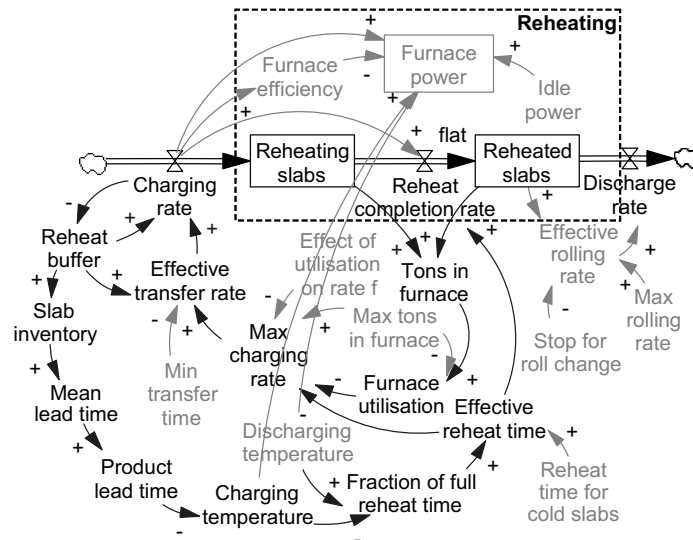 Reheating
+
Furnace
efficiency
-
+
Furnace
power
+
Idle
power
+
+
flat
Reheating
slabs
Reheated
slabs
Charging
rate
Reheat
completion rate
Discharge
rate
-
+
+
+
Reheat
buffer
+
+
Effective
transfer rate
Effect of
utilisation
on rate f
+
+
Tons in
furnace
+
Effective
rolling
rate
+
+
+
Slab
inventory
-
+
-
Max
charging
rate
+
Max tons
in furnace
-
-
Stop for
roll change
Max
rolling rate
Min
transfer
time
+
Mean
lead time
-
Furnace
utilisation
+
Effective
reheat time
+
-
Discharging
temperature
+
Product
lead time
+
Fraction of full
reheat time
+
Reheat
time for
cold slabs
-
Charging
temperature